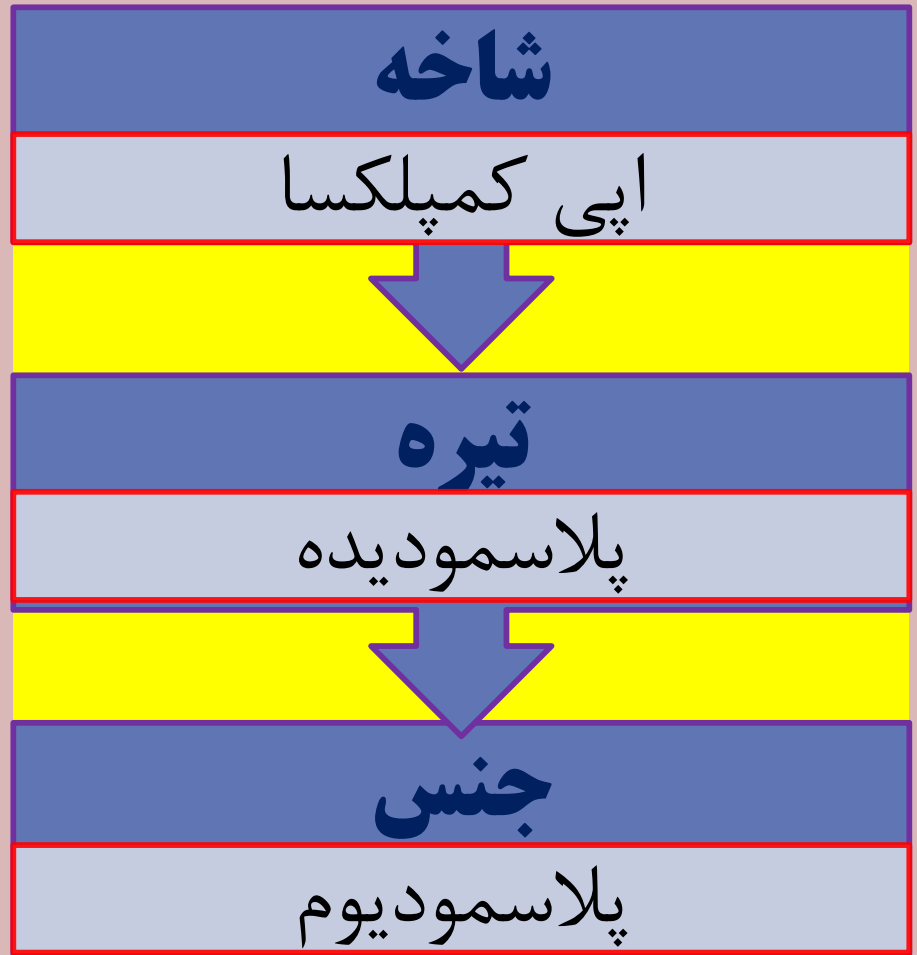 شاخه
اپی کمپلکسا
تیره
پلاسمودیده
جنس
پلاسمودیوم